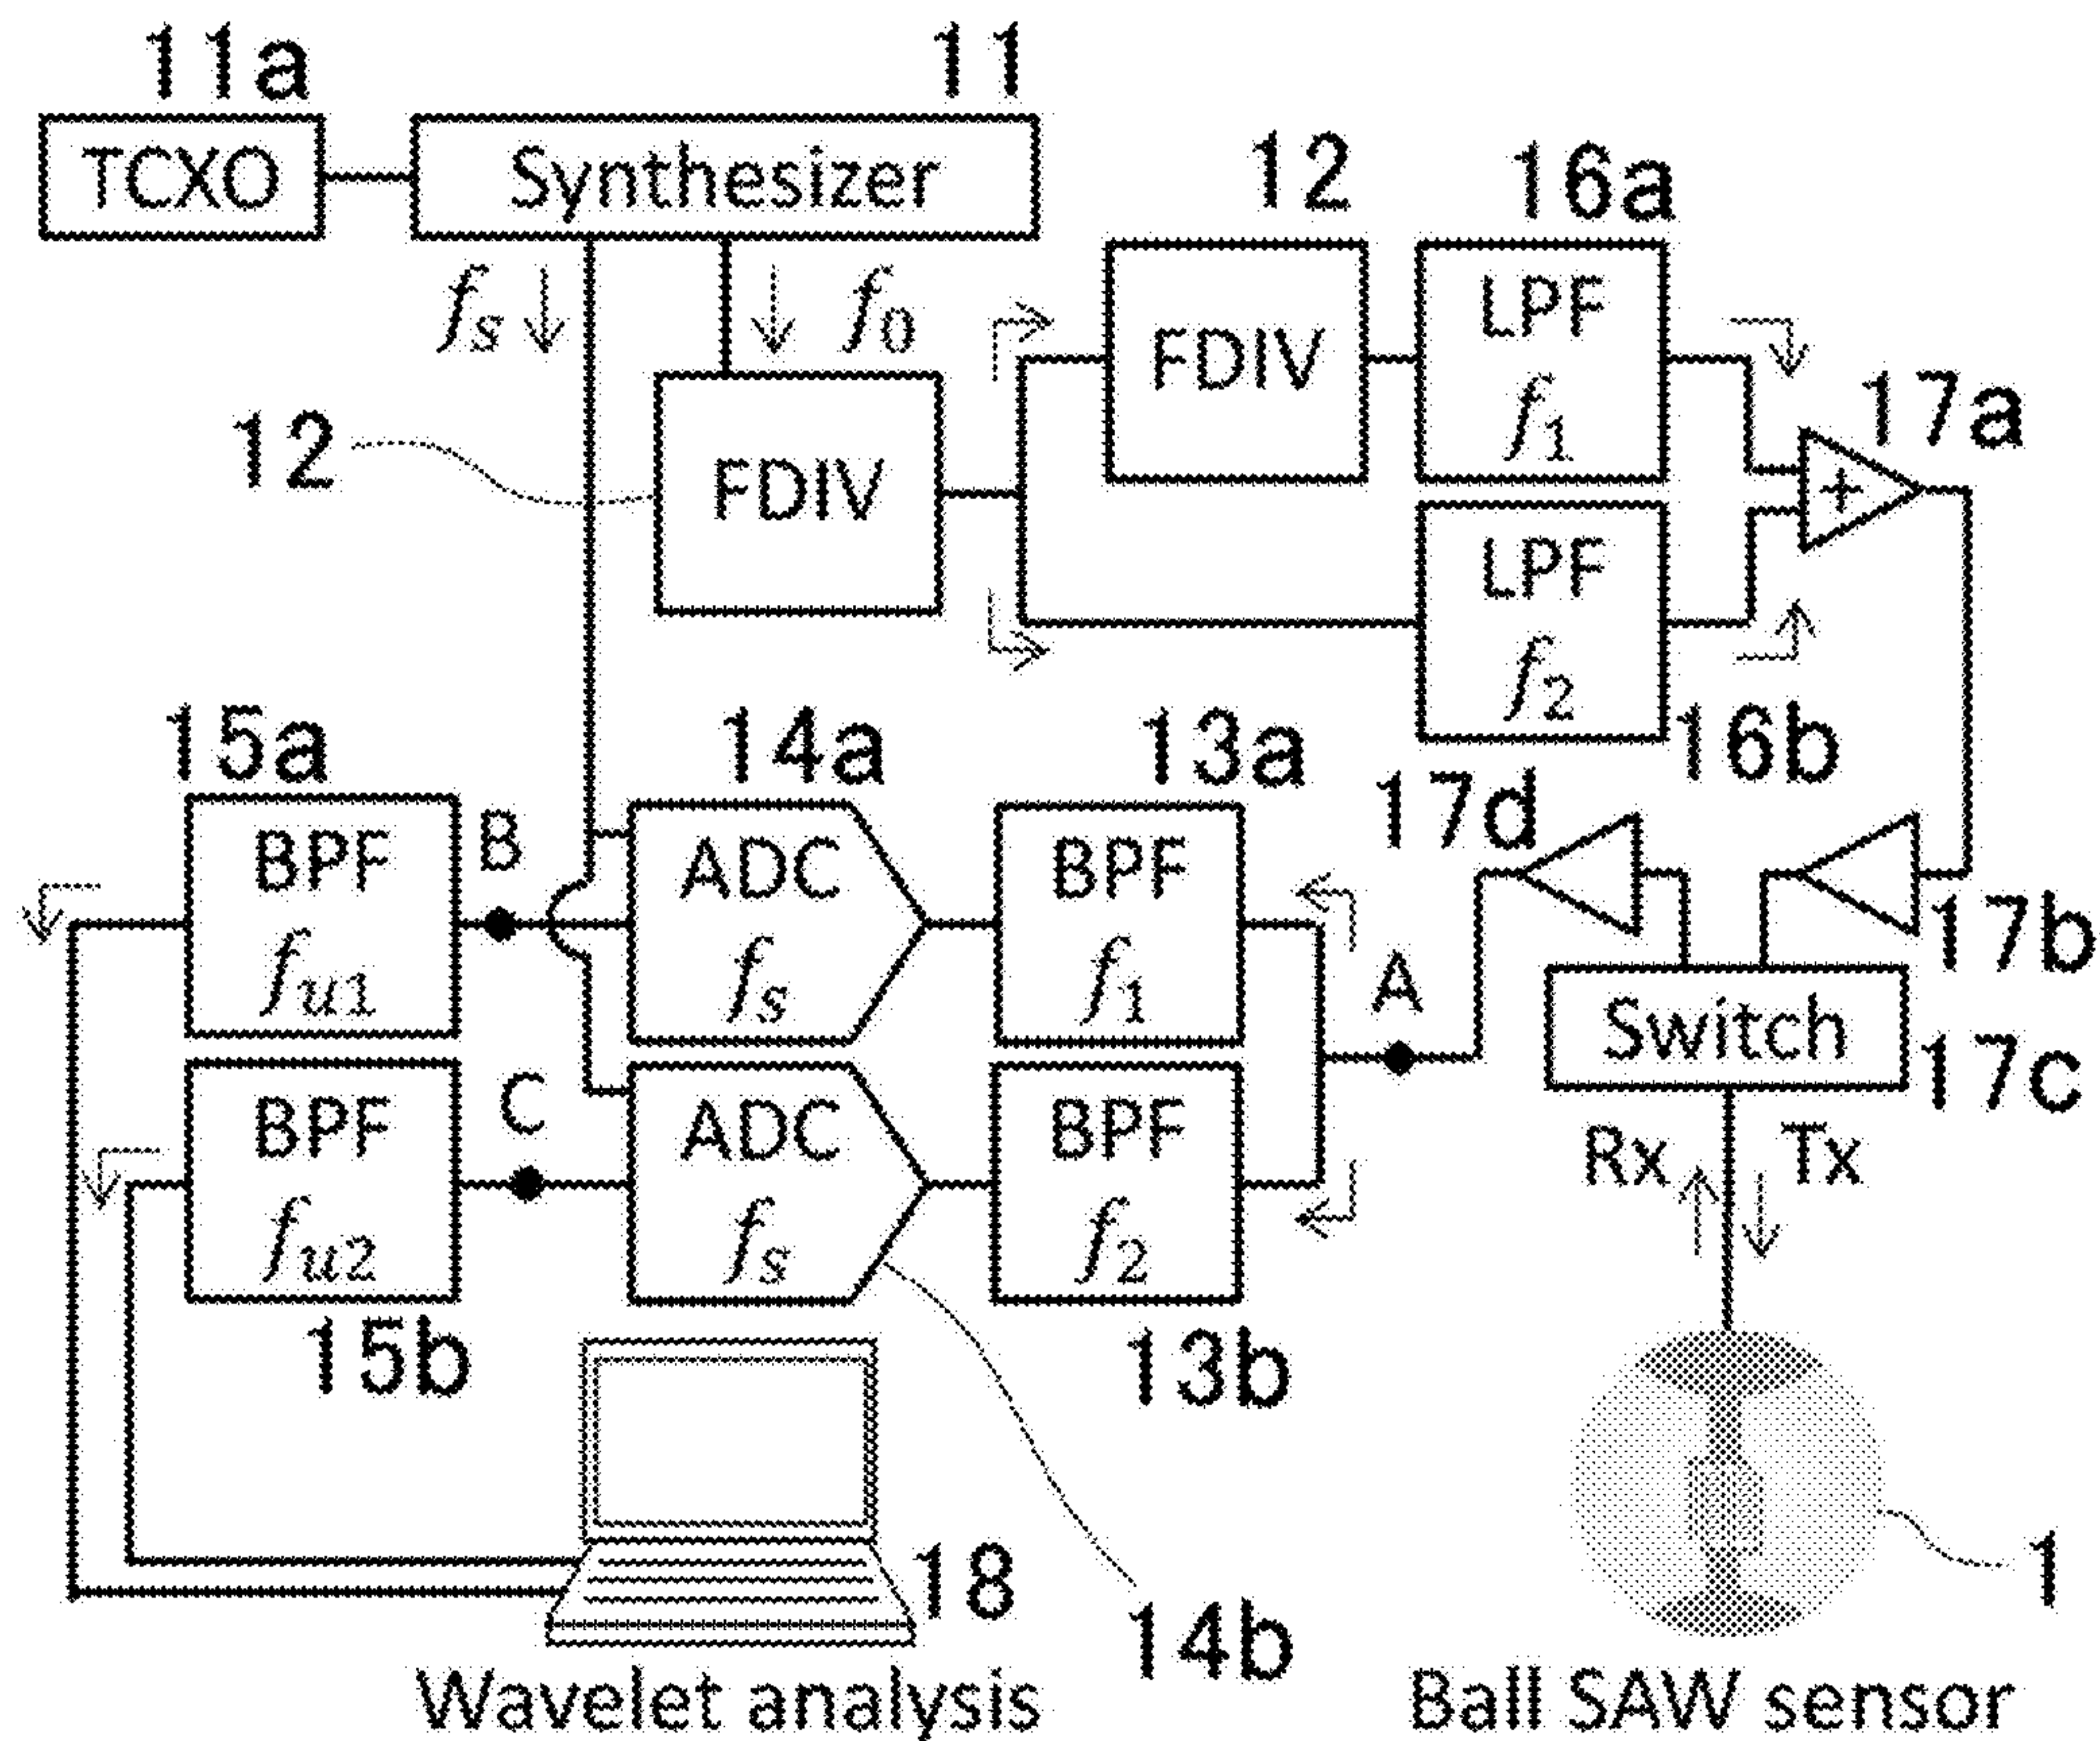 11a 11
TCXO Synthesizer
12 16a
fs f0
FDIV LPF f1
17a
12
FDIV
LPF f2
16b
15a 14a 13a 17d
BPF fu1 B ADC fs BPF f1
17b
A
Switch
17c
BPF fu2 C ADC fs BPF f2
Rx Tx
15b 13b
18
14b
1
Wavelet analysis Ball SAW sensor